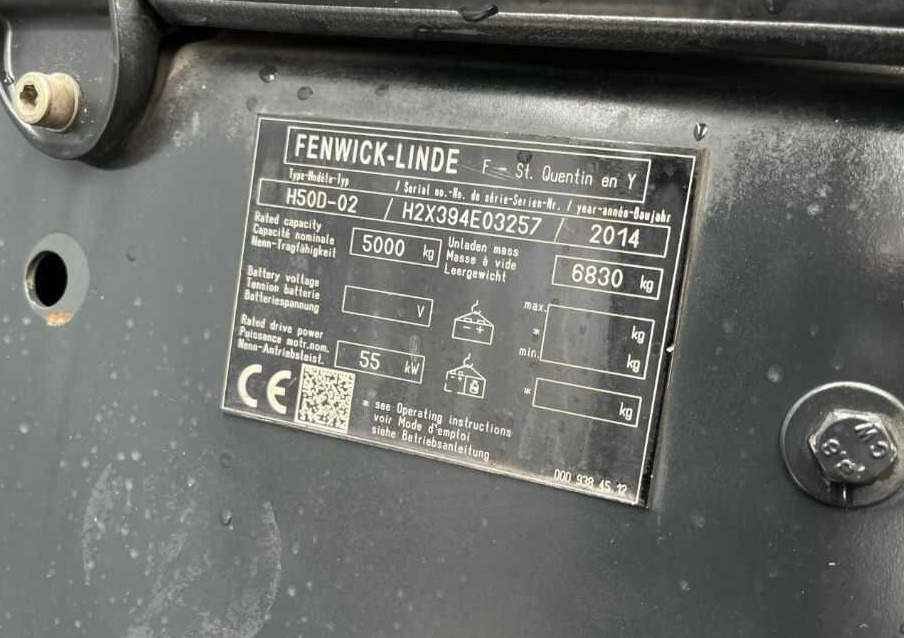 FENWICK-LINDE F - St. Quentin en Y
Type-Modèle-Typ / Serial no.-No. de série-Serien-Nr. / year-année-Baujahr
H50D-02 / H2X394E03257 / 2014
Rated capacity
Capacité nominale
Nenn-Tragfähigkeit
5000 kg
Unladen mass
Masse à vide
Leergewicht
6830 kg
Battery voltage
Tension batterie
Batteriespannung
V
max.
kg
*
min.
kg
Rated drive power
Puissance motr.nom.
Nenn-Antriebsleist.
55 kW
* kg
CE
* see Operating instructions
voir Mode d'emploi
siehe Betriebsanleitung
000 938 45 12